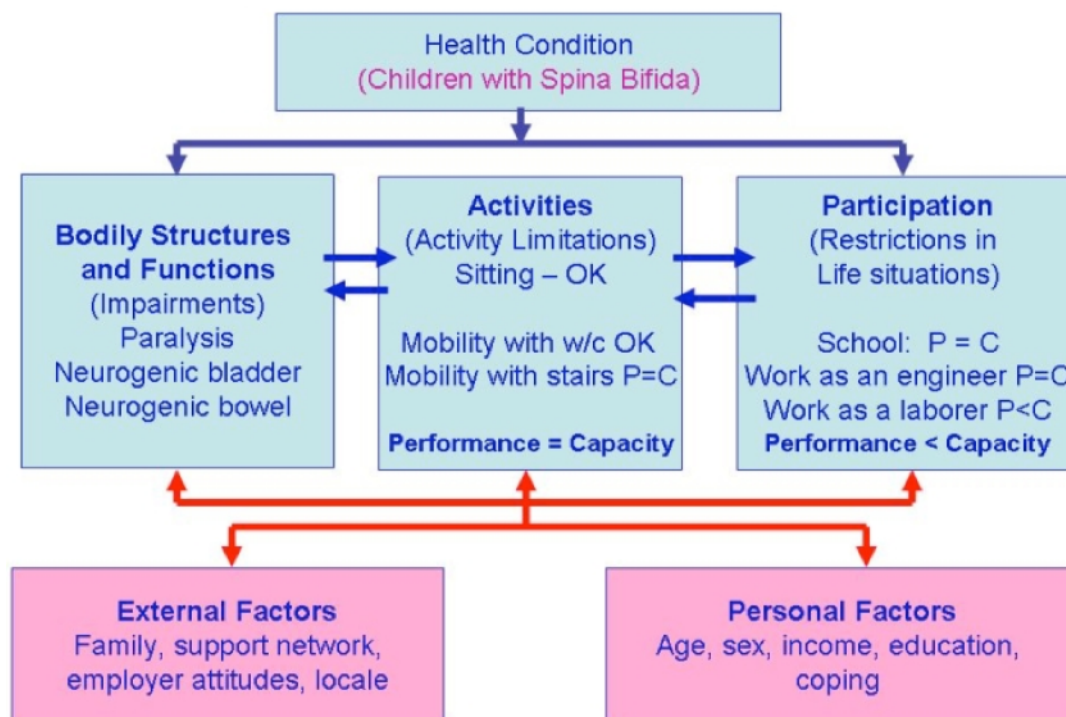 Health Condition
(Children with Spina Bifida)
Bodily Structures
and Functions
(Impairments)
Paralysis
Neurogenic bladder
Neurogenic bowel
Activities
(Activity Limitations)
Sitting – OK
Mobility with w/c OK
Mobility with stairs P=C
Performance = Capacity
Participation
(Restrictions in
Life situations)
School:  P = C
Work as an engineer P=C
Work as a laborer P<C
Performance < Capacity
External Factors
Family, support network,
employer attitudes, locale
Personal Factors
Age, sex, income, education,
coping